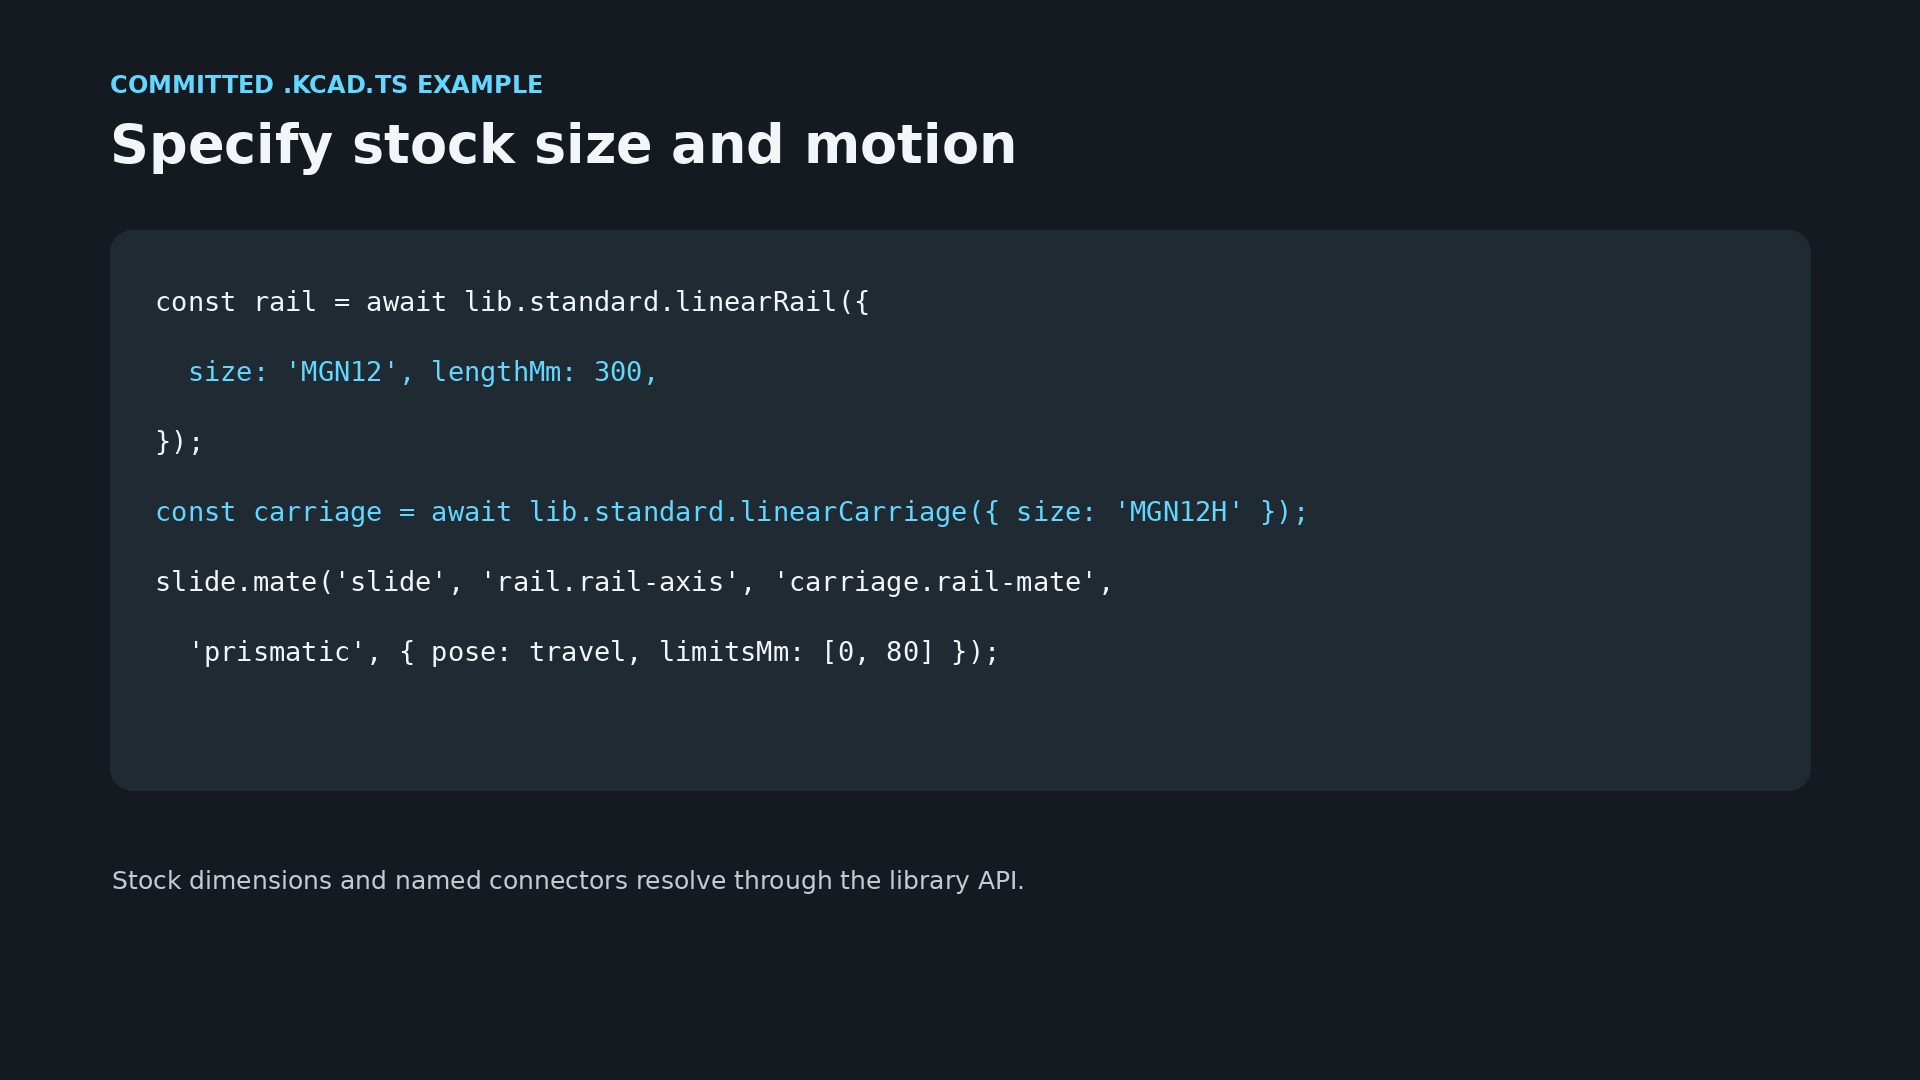 COMMITTED .KCAD.TS EXAMPLE
Specify stock size and motion
const rail = await lib.standard.linearRail({
  size: 'MGN12', lengthMm: 300,
});
const carriage = await lib.standard.linearCarriage({ size: 'MGN12H' });
slide.mate('slide', 'rail.rail-axis', 'carriage.rail-mate',
  'prismatic', { pose: travel, limitsMm: [0, 80] });
Stock dimensions and named connectors resolve through the library API.